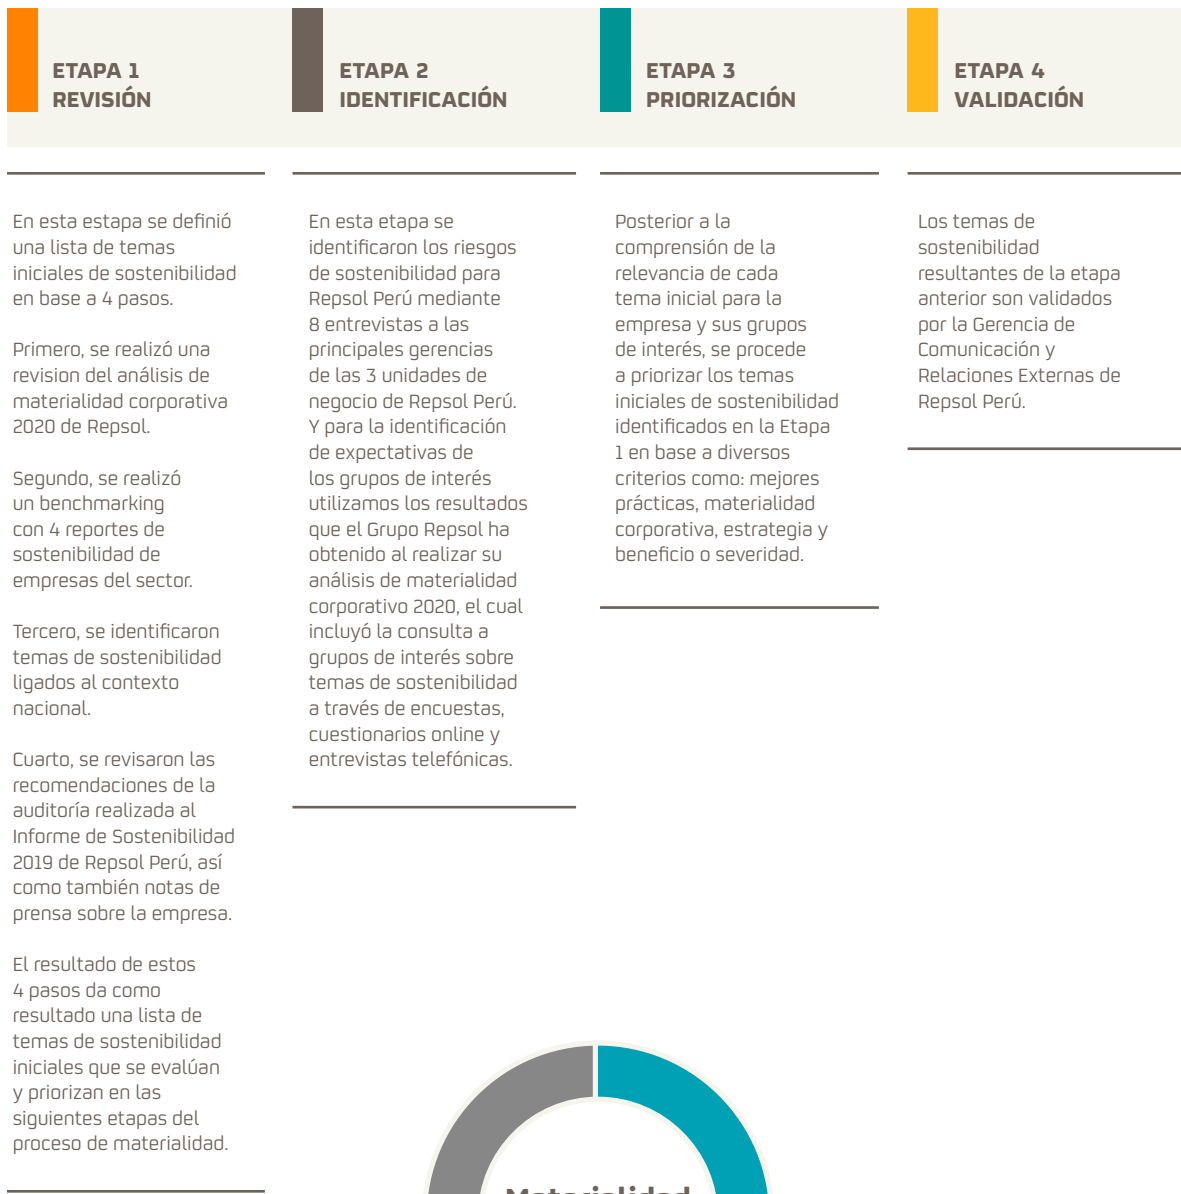 ETAPA 1
REVISIÓN
ETAPA 2
IDENTIFICACIÓN
ETAPA 3
PRIORIZACIÓN
ETAPA 4
VALIDACIÓN
En esta estapa se definió
una lista de temas
iniciales de sostenibilidad
en base a 4 pasos.
Primero, se realizó una
revision del análisis de
materialidad corporativa
2020 de Repsol.
Segundo, se realizó
un benchmarking
con 4 reportes de
sostenibilidad de
empresas del sector.
Tercero, se identificaron
temas de sostenibilidad
ligados al contexto
nacional.
Cuarto, se revisaron las
recomendaciones de la
auditoría realizada al
Informe de Sostenibilidad
2019 de Repsol Perú, así
como también notas de
prensa sobre la empresa.
El resultado de estos
4 pasos da como
resultado una lista de
temas de sostenibilidad
iniciales que se evalúan
y priorizan en las
siguientes etapas del
proceso de materialidad.
En esta etapa se
identificaron los riesgos
de sostenibilidad para
Repsol Perú mediante
8 entrevistas a las
principales gerencias
de las 3 unidades de
negocio de Repsol Perú.
Y para la identificación
de expectativas de
los grupos de interés
utilizamos los resultados
que el Grupo Repsol ha
obtenido al realizar su
análisis de materialidad
corporativo 2020, el cual
incluyó la consulta a
grupos de interés sobre
temas de sostenibilidad
a través de encuestas,
cuestionarios online y
entrevistas telefónicas.
Posterior a la
comprensión de la
relevancia de cada
tema inicial para la
empresa y sus grupos
de interés, se procede
a priorizar los temas
iniciales de sostenibilidad
identificados en la Etapa
1 en base a diversos
criterios como: mejores
prácticas, materialidad
corporativa, estrategia y
beneficio o severidad.
Los temas de
sostenibilidad
resultantes de la etapa
anterior son validados
por la Gerencia de
Comunicación y
Relaciones Externas de
Repsol Perú.
Materialidad